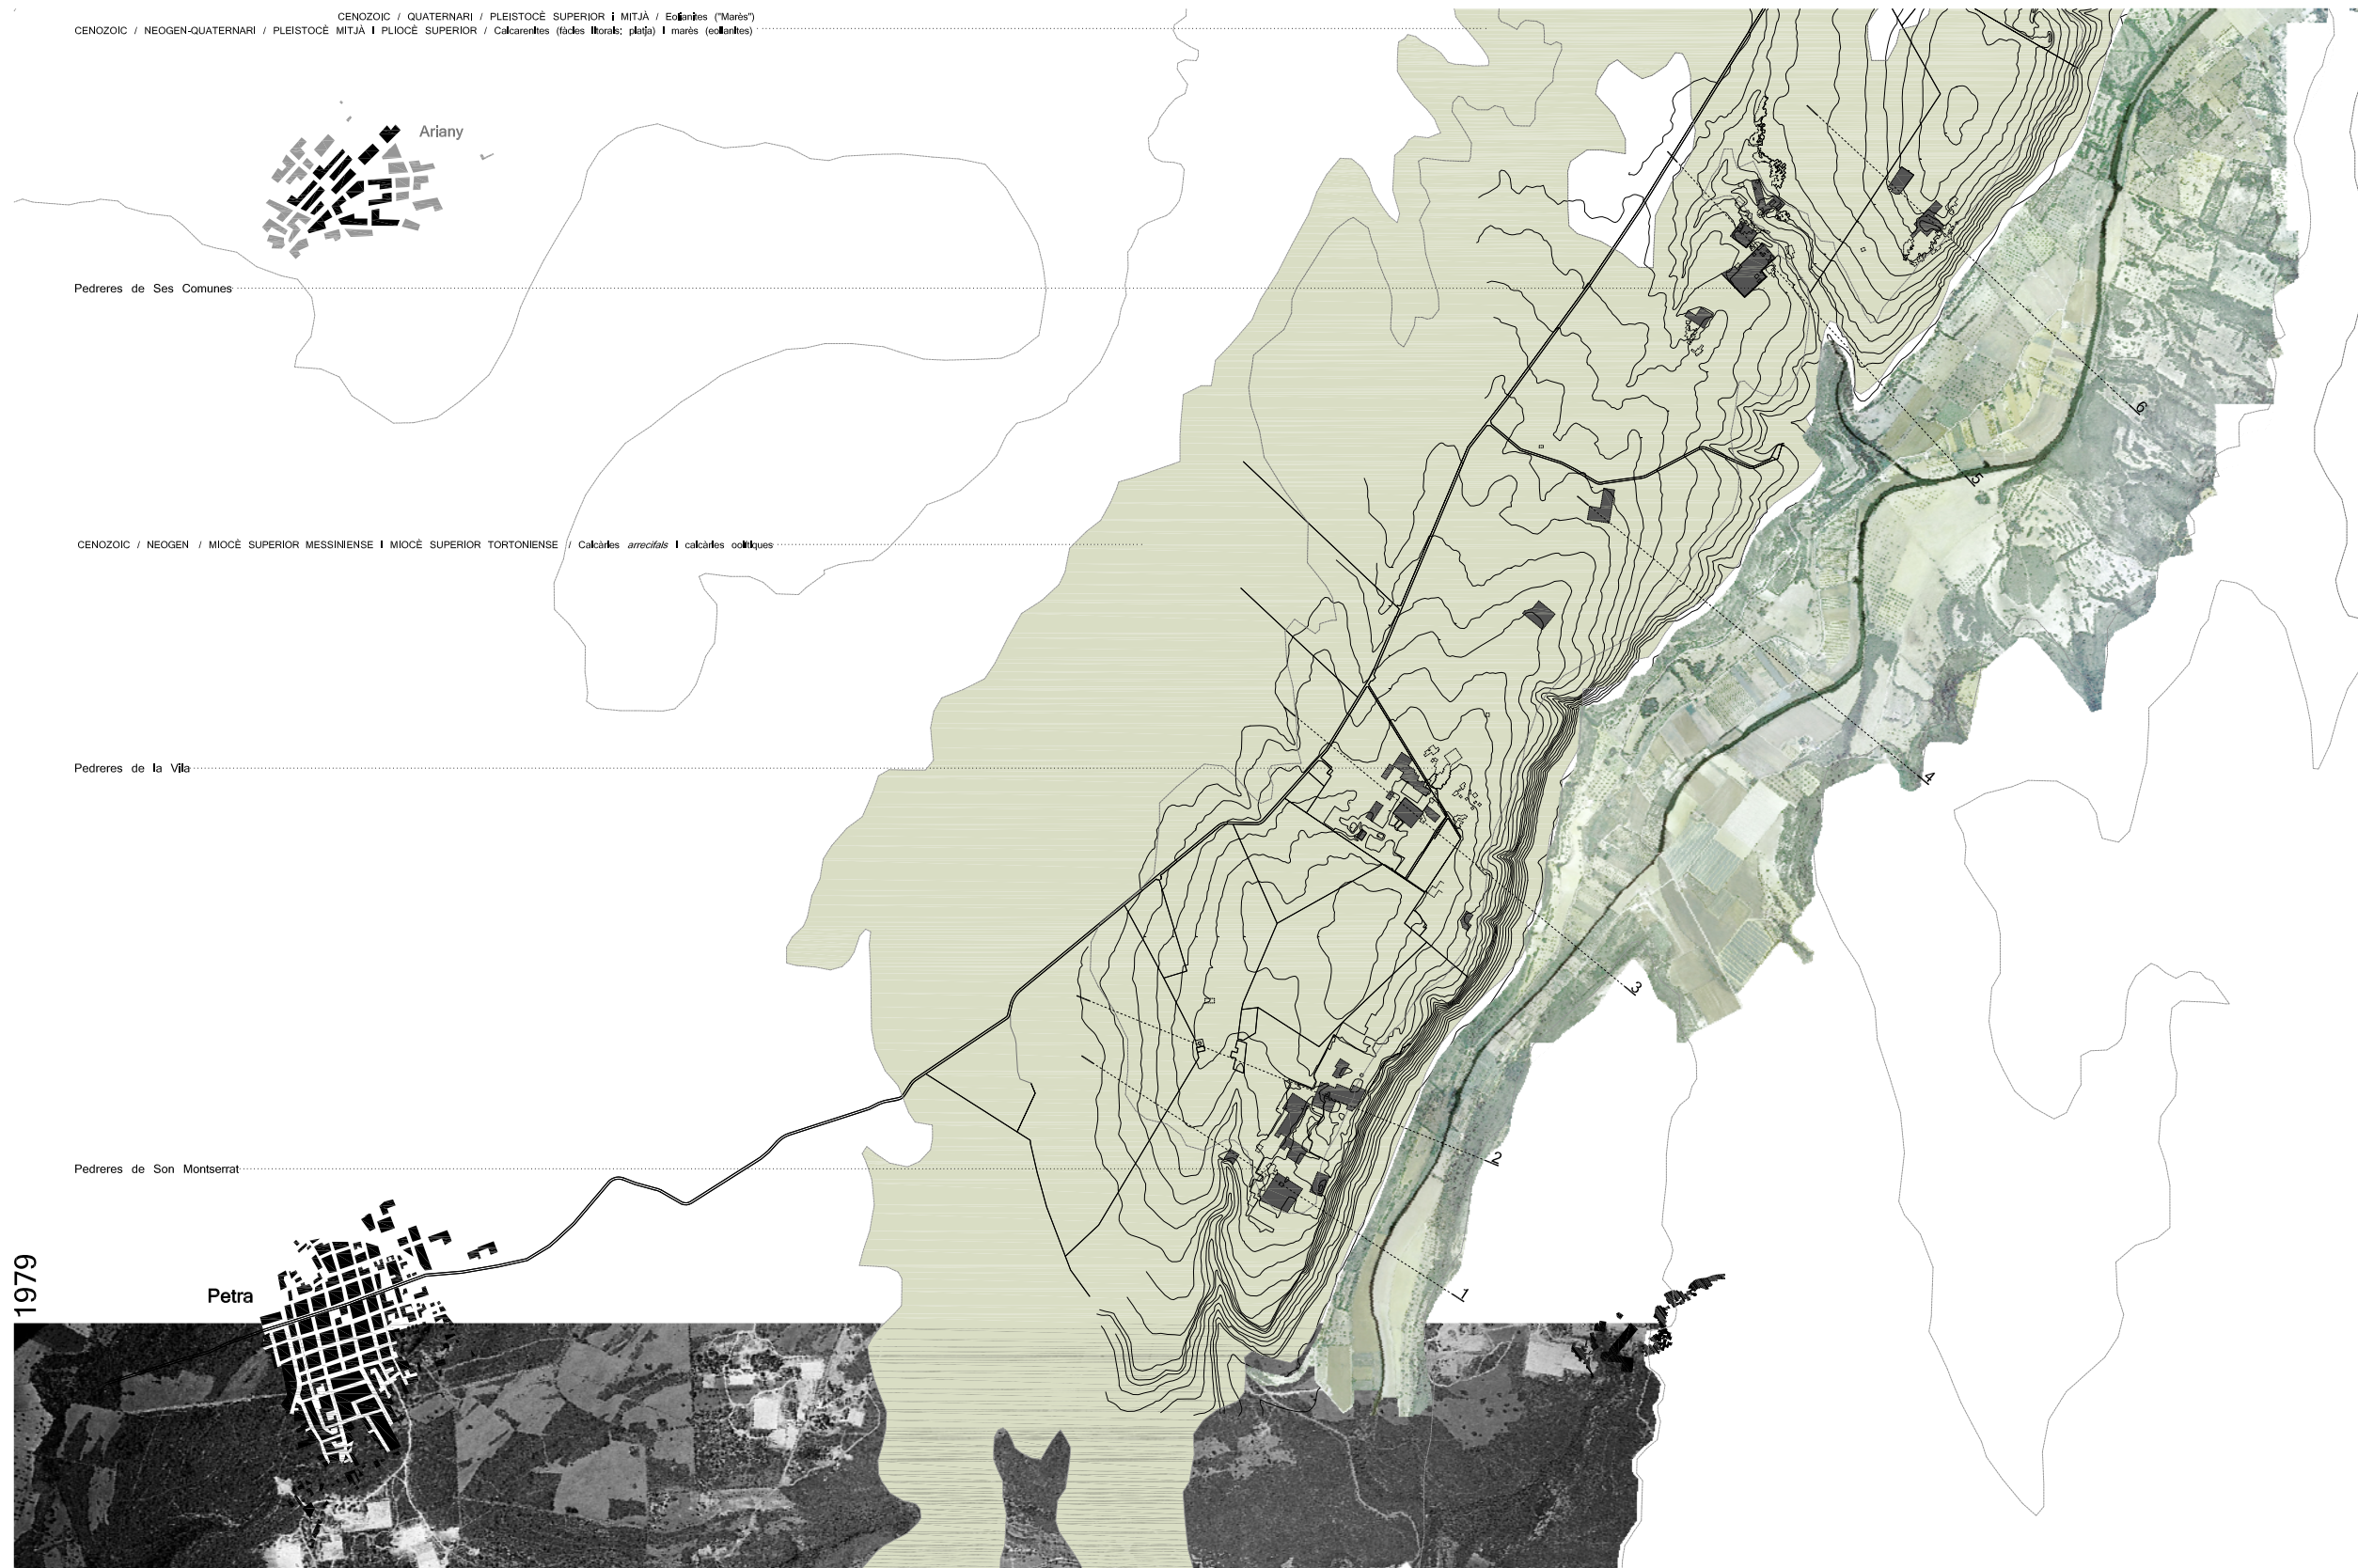 CENOZOIC / QUATERNARI / PLEISTOCÈ SUPERIOR i MITJÀ / Eolianites ("Marès")
CENOZOIC / NEOGEN-QUATERNARI / PLEISTOCÈ MITJÀ I PLIOCÈ SUPERIOR / Calcarenites (fàcies litorals: platja) I marès (eolianites)
Ariany
Pedreres de Ses Comunes
6
5
CENOZOIC / NEOGEN / MIOCÈ SUPERIOR MESSINIENSE I MIOCÈ SUPERIOR TORTONIENSE / Calcàries arrecifals I calcàries oolítiques
Pedreres de la Vila
4
3
Pedreres de Son Montserrat
2
1979
Petra
1